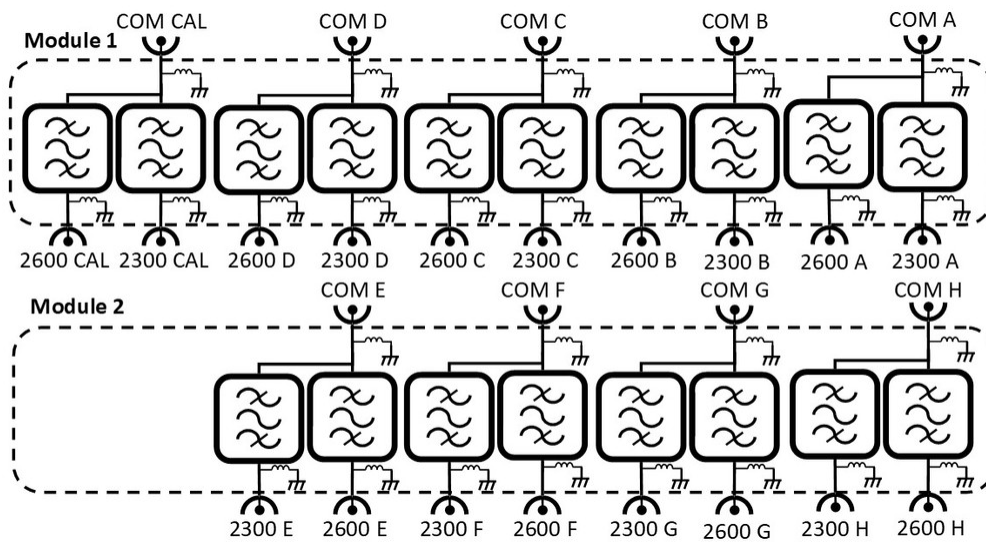 COM CAL COM D COM C COM B COM A
Module 1
2600 CAL 2300 CAL 2600 D 2300 D 2600 C 2300 C 2600 B 2300 B 2600 A 2300 A
Module 2
COM E COM F COM G COM H
2300 E 2600 E 2300 F 2600 F 2300 G 2600 G 2300 H 2600 H